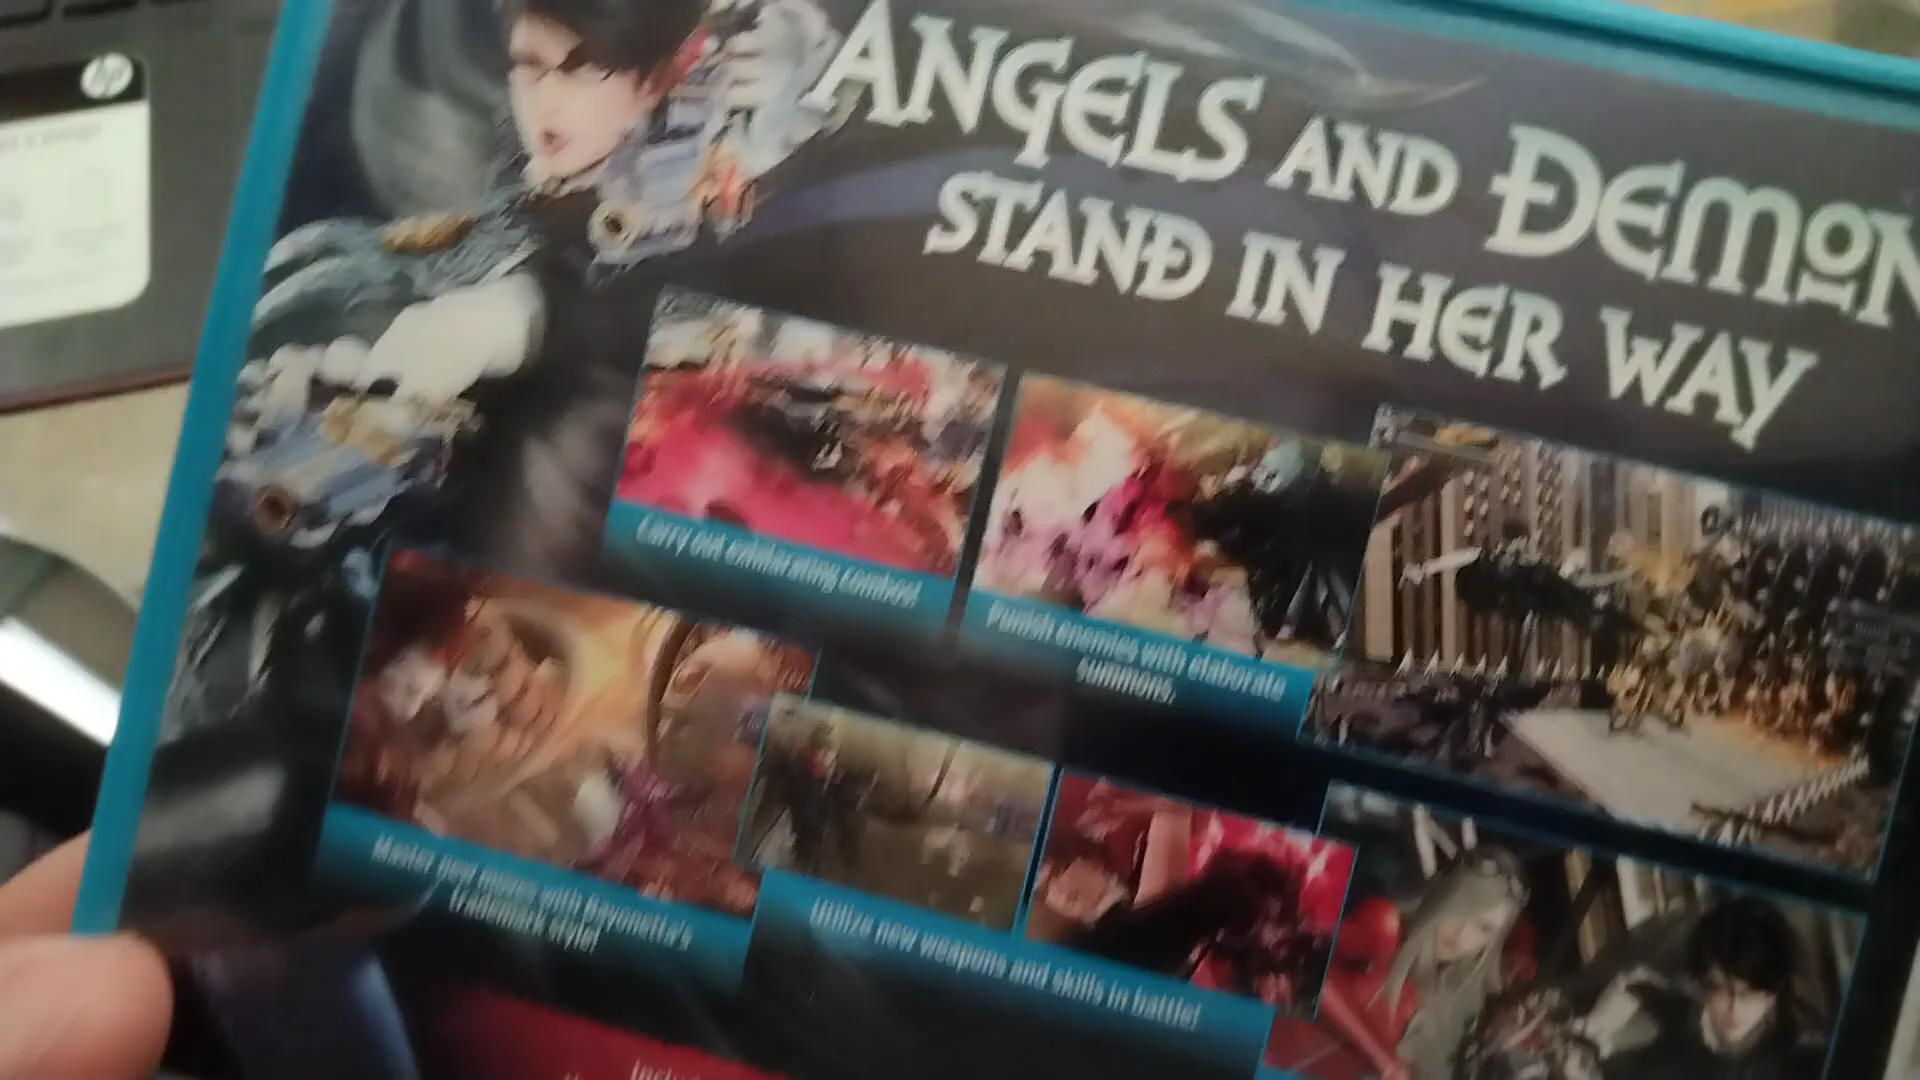 hp
ANGELS AND DEMON
STAND IN HER WAY
Carry out exhilarating combos!
Punish enemies with elaborate
summons.
Master your moves with Bayonetta's
trademark style!
Utilize new weapons and skills in battle!